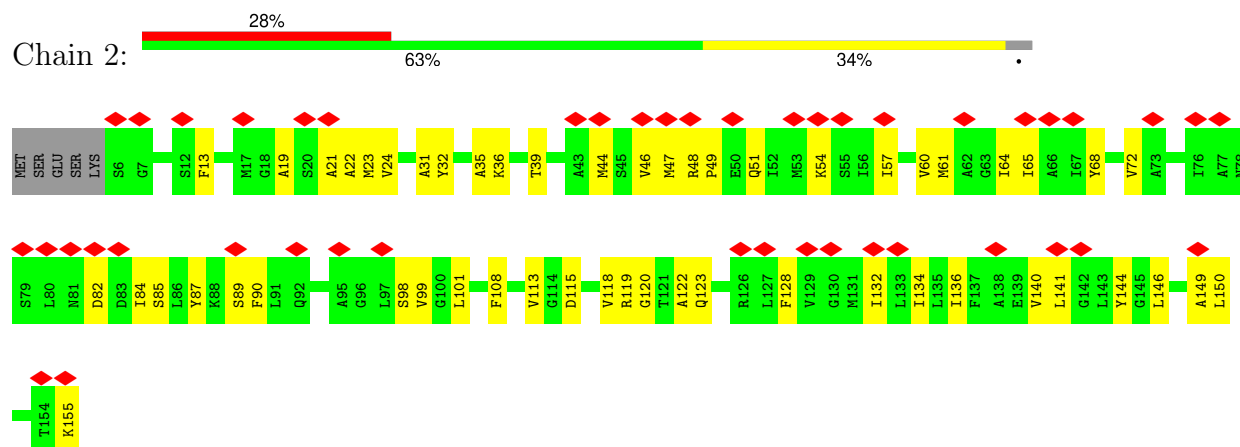 28%
Chain 2:
63% 34% •
MET SER GLU SER LYS S6 G7 S12 F13 M17 G18 A19 S20 A21 A22 M23 V24 A31 Y32 A35 K36 T39 A43 M44 S45 V46 M47 R48 P49 E50 Q51 I52 M53 K54 S55 I56 I57 V60 M61 A62 G63 I64 I65 A66 I67 Y68 V72 A73 I76 A77 N78
S79 L80 N81 D82 D83 I84 S85 L86 Y87 K88 S89 F90 L91 Q92 A95 G96 L97 S98 V99 G100 L101 F108 V113 G114 D115 V118 R119 G120 T121 A122 Q123 R126 L127 F128 V129 G130 M131 I132 L133 I134 L135 I136 F137 A138 E139 V140 L141 G142 L143 Y144 G145 L146 A149 L150
T154 K155